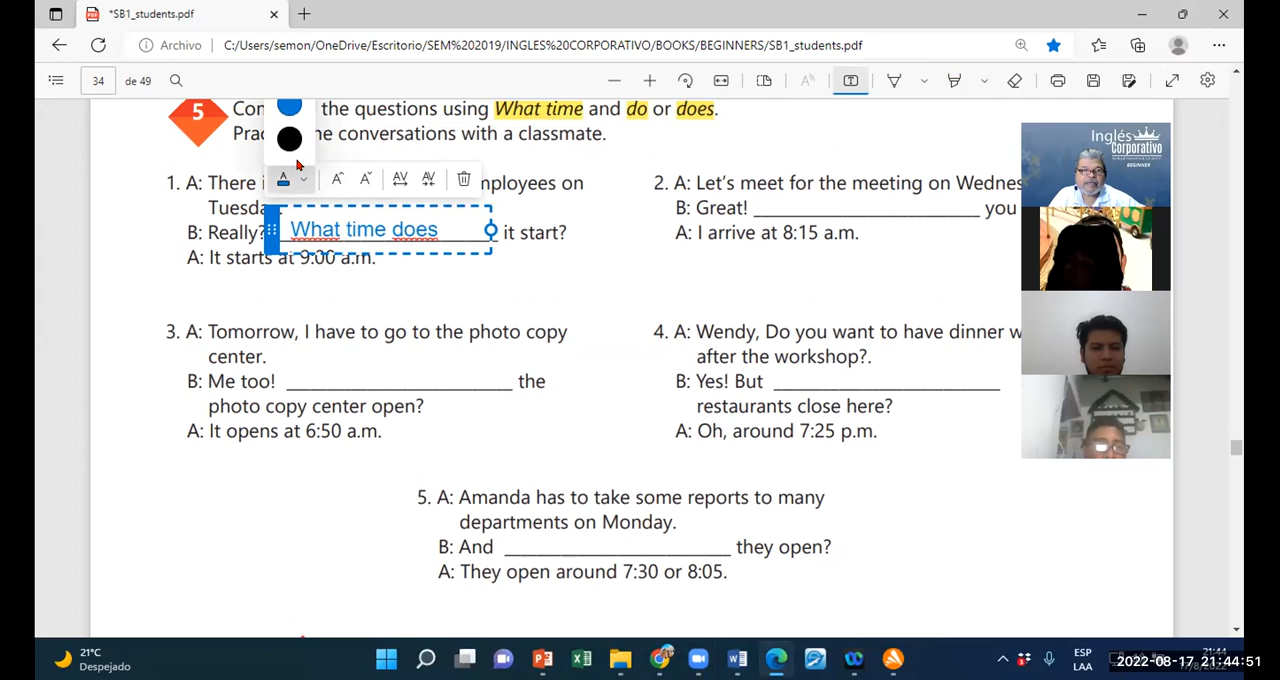 *SB1_students.pdf
Archivo C:/Users/semon/OneDrive/Escritorio/SEM%202019/INGLES%20CORPORATIVO/BOOKS/BEGINNERS/SB1_students.pdf
34 de 49
5 Com the questions using What time and do or does.
Prac ne conversations with a classmate.
1. A: There i mployees on
Tuesda
B: Really? What time does it start?
A: It starts at 9:00 a.m.
2. A: Let's meet for the meeting on Wednes
B: Great! ____________________ you
A: I arrive at 8:15 a.m.
3. A: Tomorrow, I have to go to the photo copy
center.
B: Me too! ____________________ the
photo copy center open?
A: It opens at 6:50 a.m.
4. A: Wendy, Do you want to have dinner w
after the workshop?.
B: Yes! But ____________________
restaurants close here?
A: Oh, around 7:25 p.m.
5. A: Amanda has to take some reports to many
departments on Monday.
B: And ____________________ they open?
A: They open around 7:30 or 8:05.
Inglés
Corporativo
BEGINNER
21°C
Despejado
ESP
LAA
21:44
2022-08-17 21:44:51